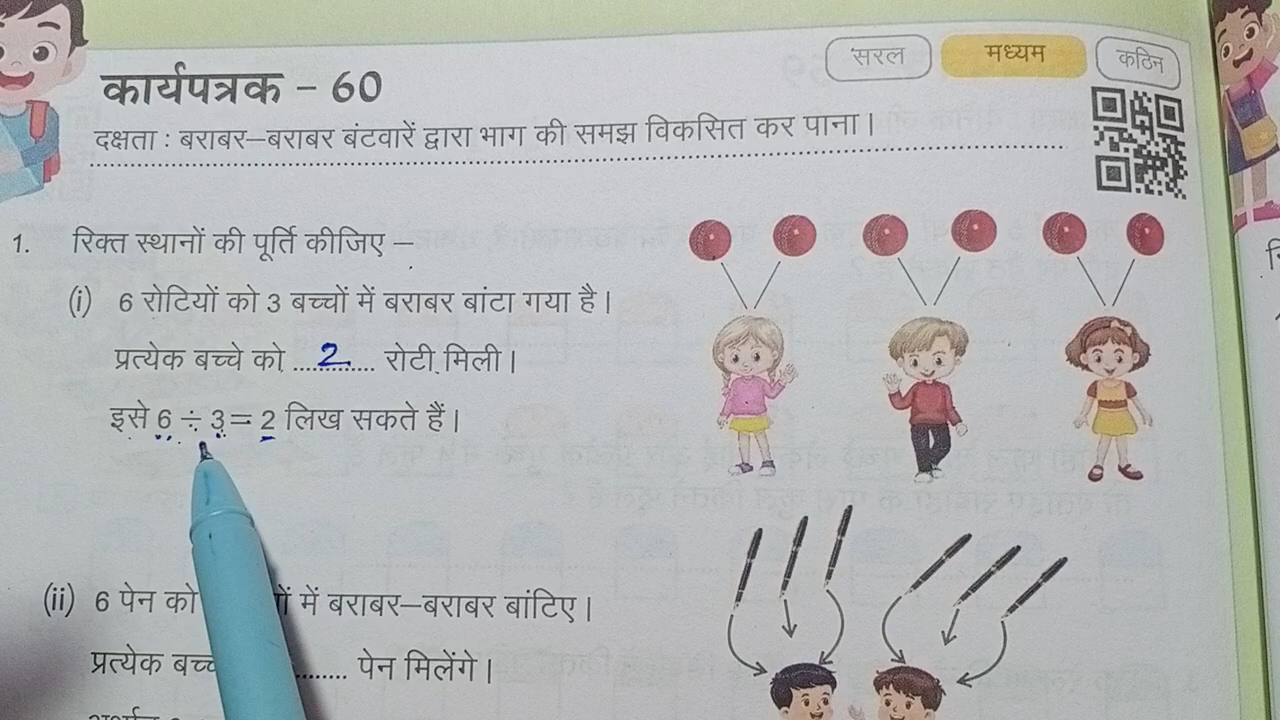 सरल
मध्यम
कठिन
कार्यपत्रक – 60
दक्षता : बराबर–बराबर बंटवारें द्वारा भाग की समझ विकसित कर पाना।
1. रिक्त स्थानों की पूर्ति कीजिए –
(i) 6 रोटियों को 3 बच्चों में बराबर बांटा गया है।
प्रत्येक बच्चे को ...2... रोटी मिली।
इसे 6 ÷ 3 = 2 लिख सकते हैं।
(ii) 6 पेन को में बराबर–बराबर बांटिए।
प्रत्येक ........ पेन मिलेंगे।